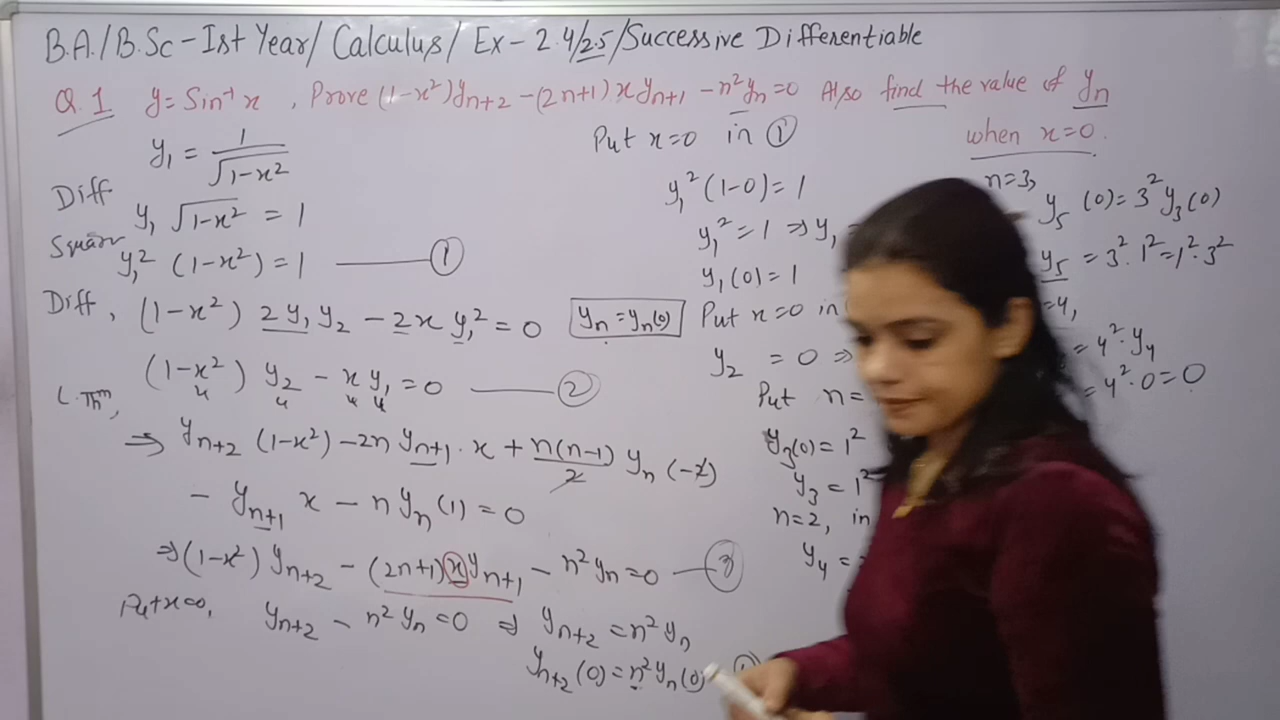 B.A./B.Sc - Ist Year/ Calculus/ Ex - 2.4/2.5/Successive Differentiable
Q.1 y = Sin⁻¹ x , Prove (1-x²)yₙ₊₂ - (2n+1) x yₙ₊₁ - n²yₙ = 0 Also find the value of yₙ
when x=0.
y₁ = 1/√(1-x²)
Diff
y₁ √(1-x²) = 1
Square
y₁² (1-x²) = 1 ——— ①
Diff, (1-x²) 2y₁y₂ - 2x y₁² = 0
yₙ = yₙ(0)
(1-x²) y₂ - x y₁ = 0 ——— ②
L. Thm,
⇒ yₙ₊₂ (1-x²) - 2n yₙ₊₁ . x + n(n-1)/2 yₙ (-2)
- yₙ₊₁ x - n yₙ (1) = 0
⇒ (1-x²) yₙ₊₂ - (2n+1) x yₙ₊₁ - n² yₙ = 0 — ③
Put x=0, yₙ₊₂ - n² yₙ = 0 ⇒ yₙ₊₂ = n² yₙ
yₙ₊₂ (0) = n² yₙ(0)
Put x=0 in ①
y₁² (1-0) = 1
y₁² = 1 ⇒ y₁
y₁(0) = 1
Put x=0 in
y₂ = 0 ⇒
Put n=
y₃(0) = 1²
y₃ = 1²
n=2, in
y₄ =
n=3,
y₅ (0) = 3² y₃(0)
y₅ = 3² . 1² = 1² . 3²
=4,
= 4² . y₄
= 4² . 0 = 0